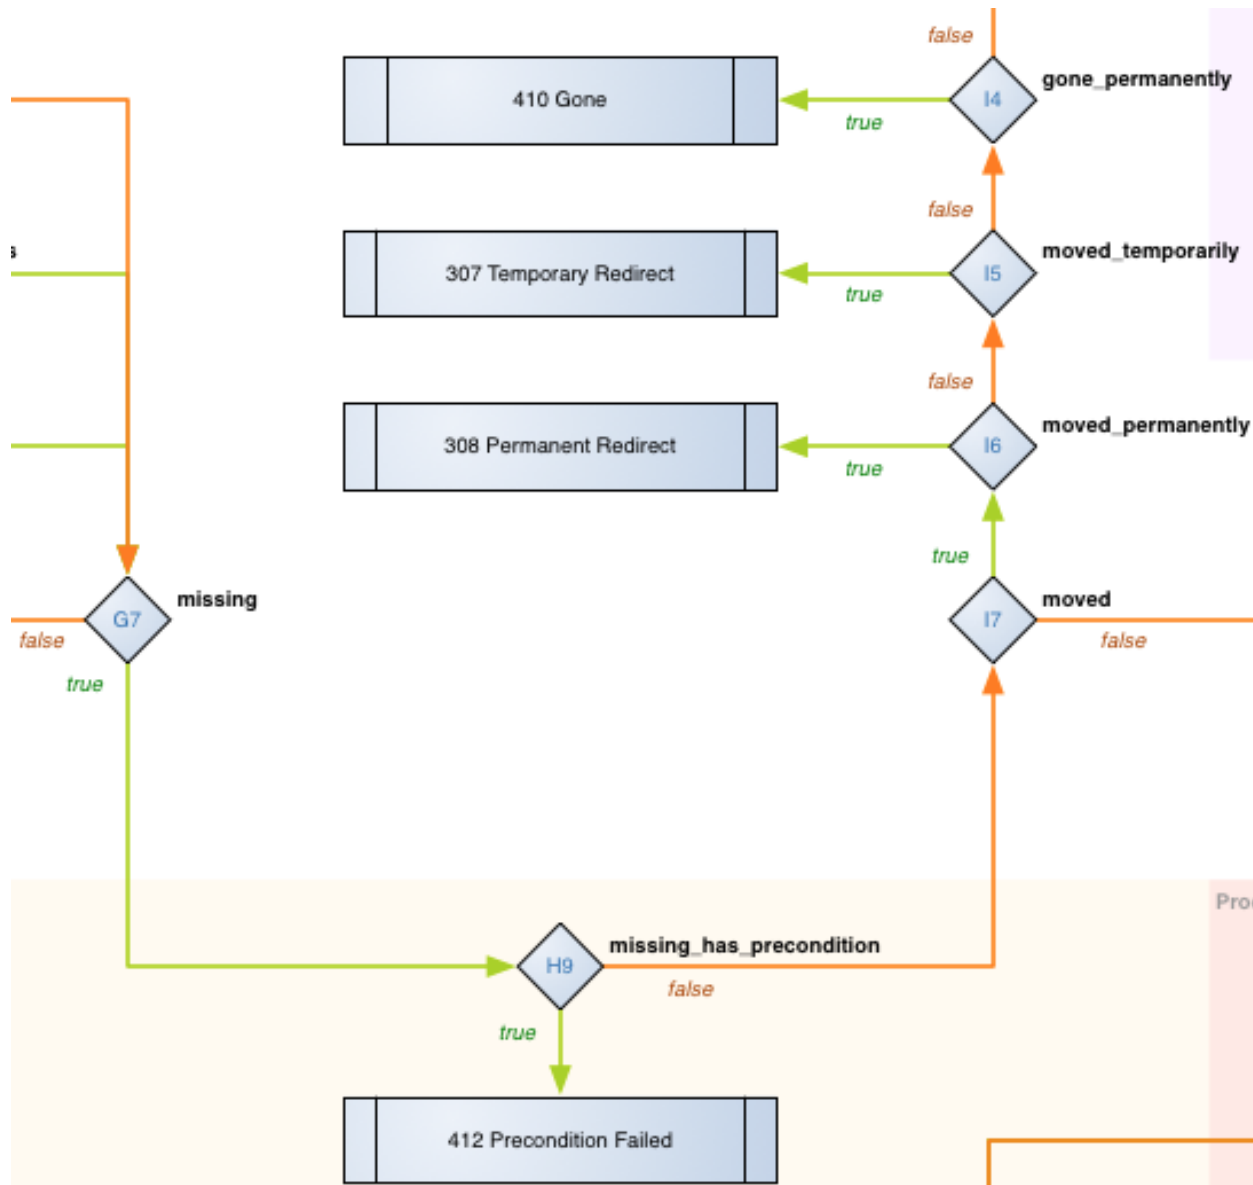 false
410 Gone
I4
gone_permanently
true
false
307 Temporary Redirect
I5
moved_temporarily
true
false
308 Permanent Redirect
I6
moved_permanently
true
true
G7
missing
I7
moved
false
false
true
H9
missing_has_precondition
false
true
412 Precondition Failed